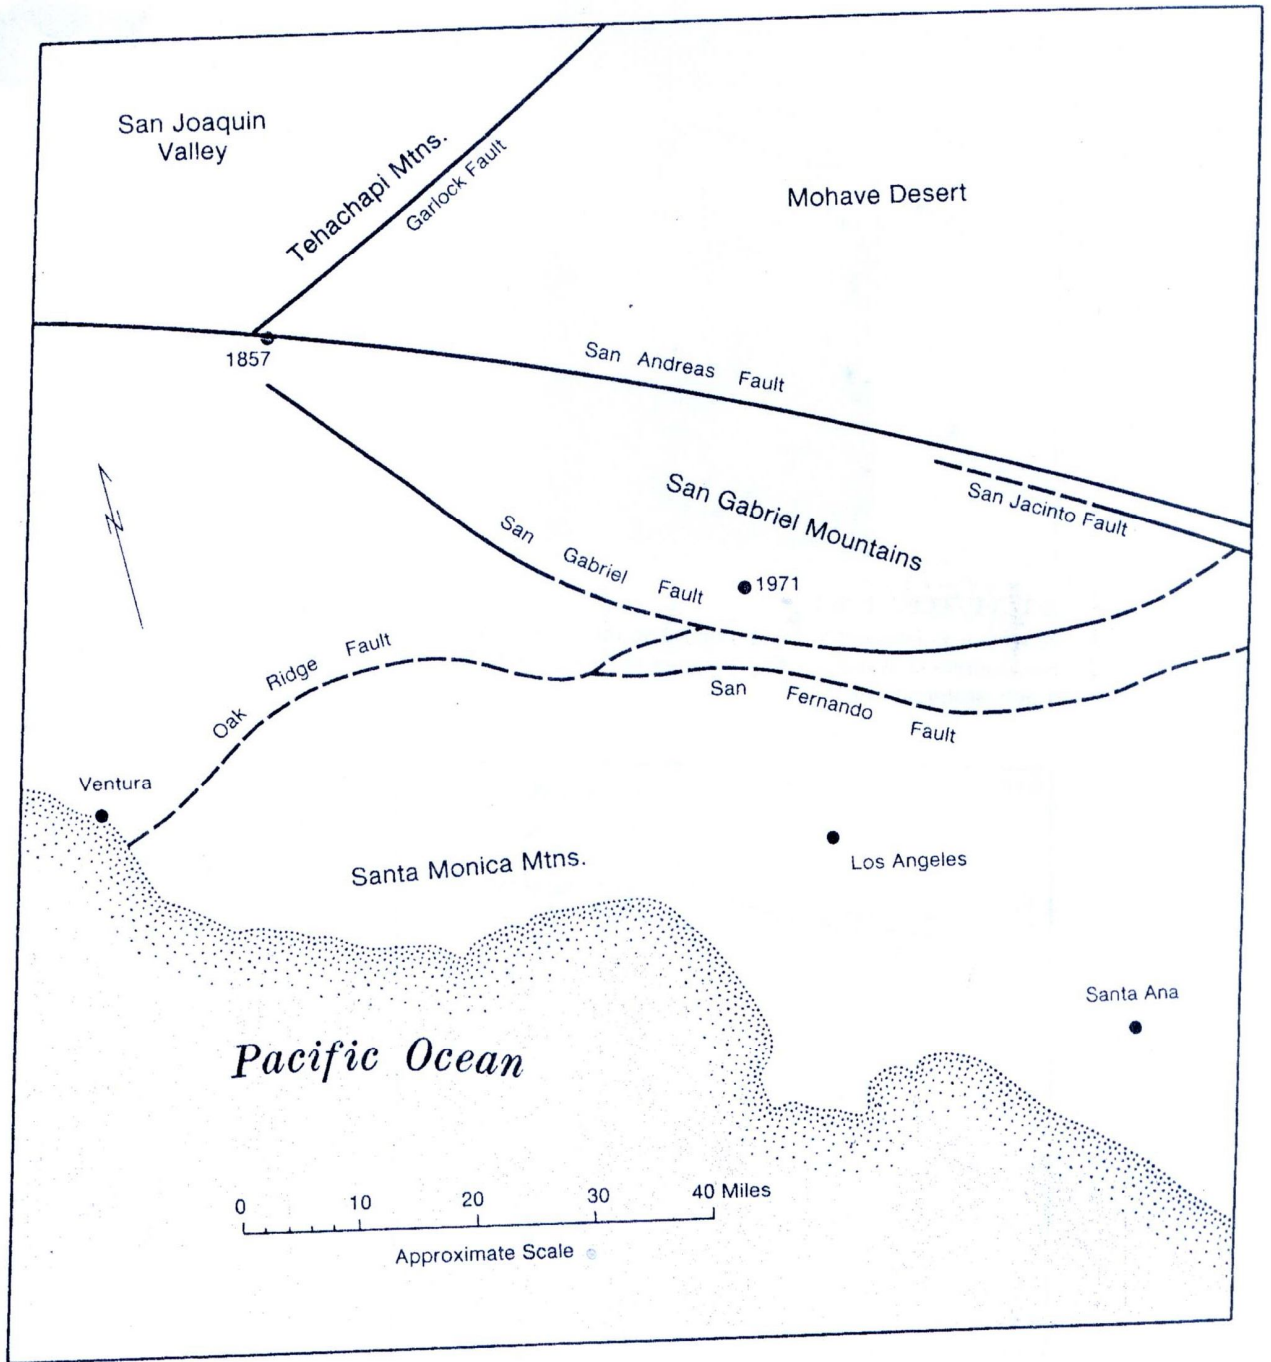 San Joaquin
Valley
Tehachapi Mtns.
Garlock Fault
Mohave Desert
1857
San Andreas Fault
San Jacinto Fault
San Gabriel Mountains
N
San Gabriel Fault
1971
Oak Ridge Fault
San Fernando Fault
Ventura
Los Angeles
Santa Monica Mtns.
Santa Ana
Pacific Ocean
0 10 20 30 40 Miles
Approximate Scale